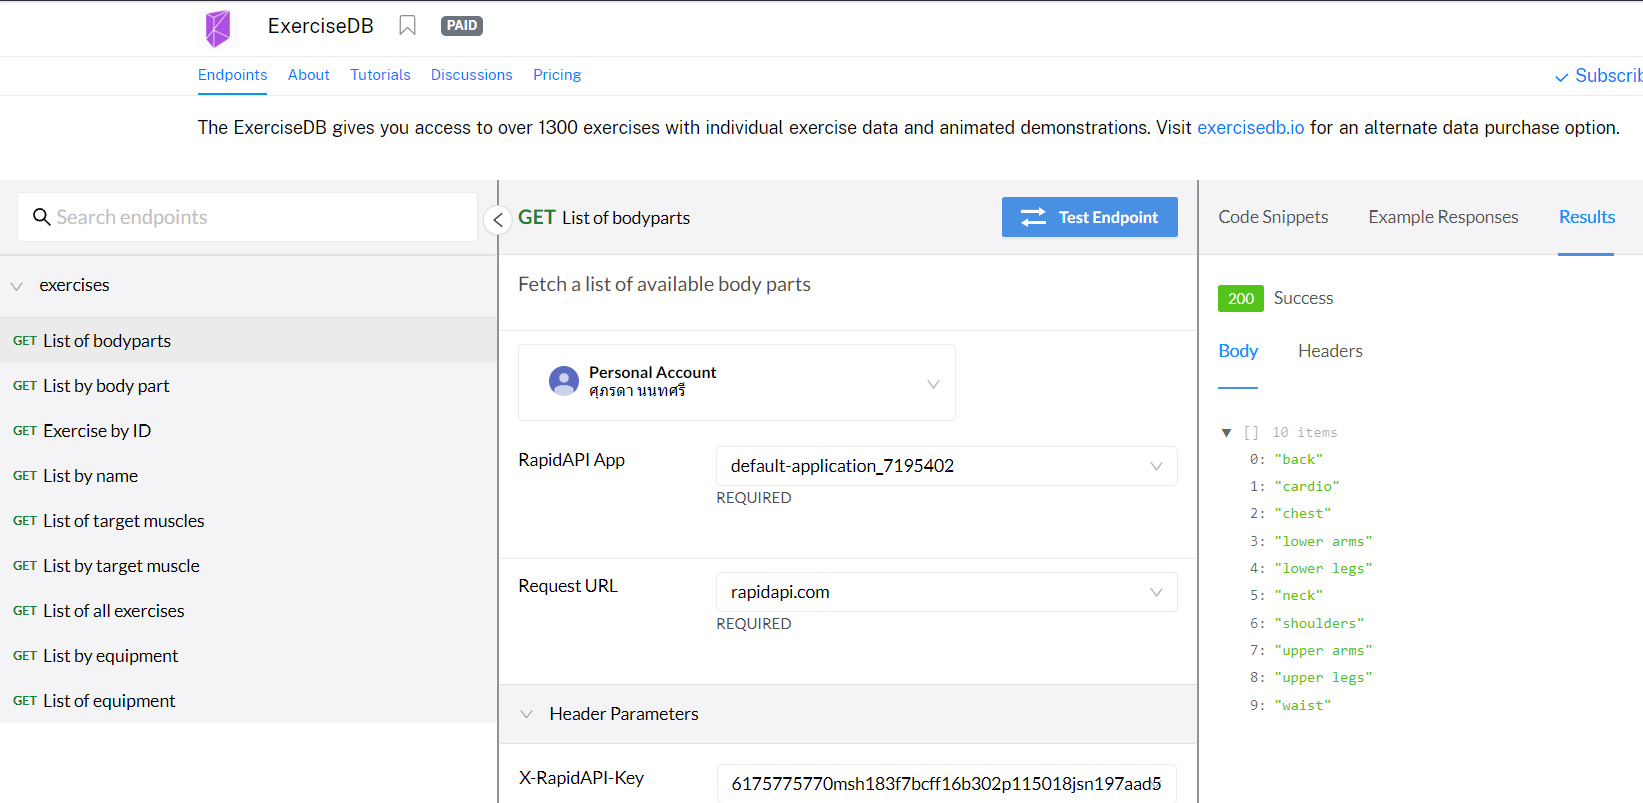 ExerciseDB PAID
Endpoints About Tutorials Discussions Pricing
The ExerciseDB gives you access to over 1300 exercises with individual exercise data and animated demonstrations. Visit exercisedb.io for an alternate data purchase option.
Search endpoints
exercises
GET List of bodyparts
GET List by body part
GET Exercise by ID
GET List by name
GET List of target muscles
GET List by target muscle
GET List of all exercises
GET List by equipment
GET List of equipment
GET List of bodyparts
Test Endpoint
Fetch a list of available body parts
Personal Account
ศุภรดา นนทศรี
RapidAPI App
default-application_7195402
REQUIRED
Request URL
rapidapi.com
REQUIRED
Header Parameters
X-RapidAPI-Key
6175775770msh183f7bcff16b302p115018jsn197aad5
Code Snippets Example Responses Results
200 Success
Body Headers
[] 10 items
0: "back"
1: "cardio"
2: "chest"
3: "lower arms"
4: "lower legs"
5: "neck"
6: "shoulders"
7: "upper arms"
8: "upper legs"
9: "waist"